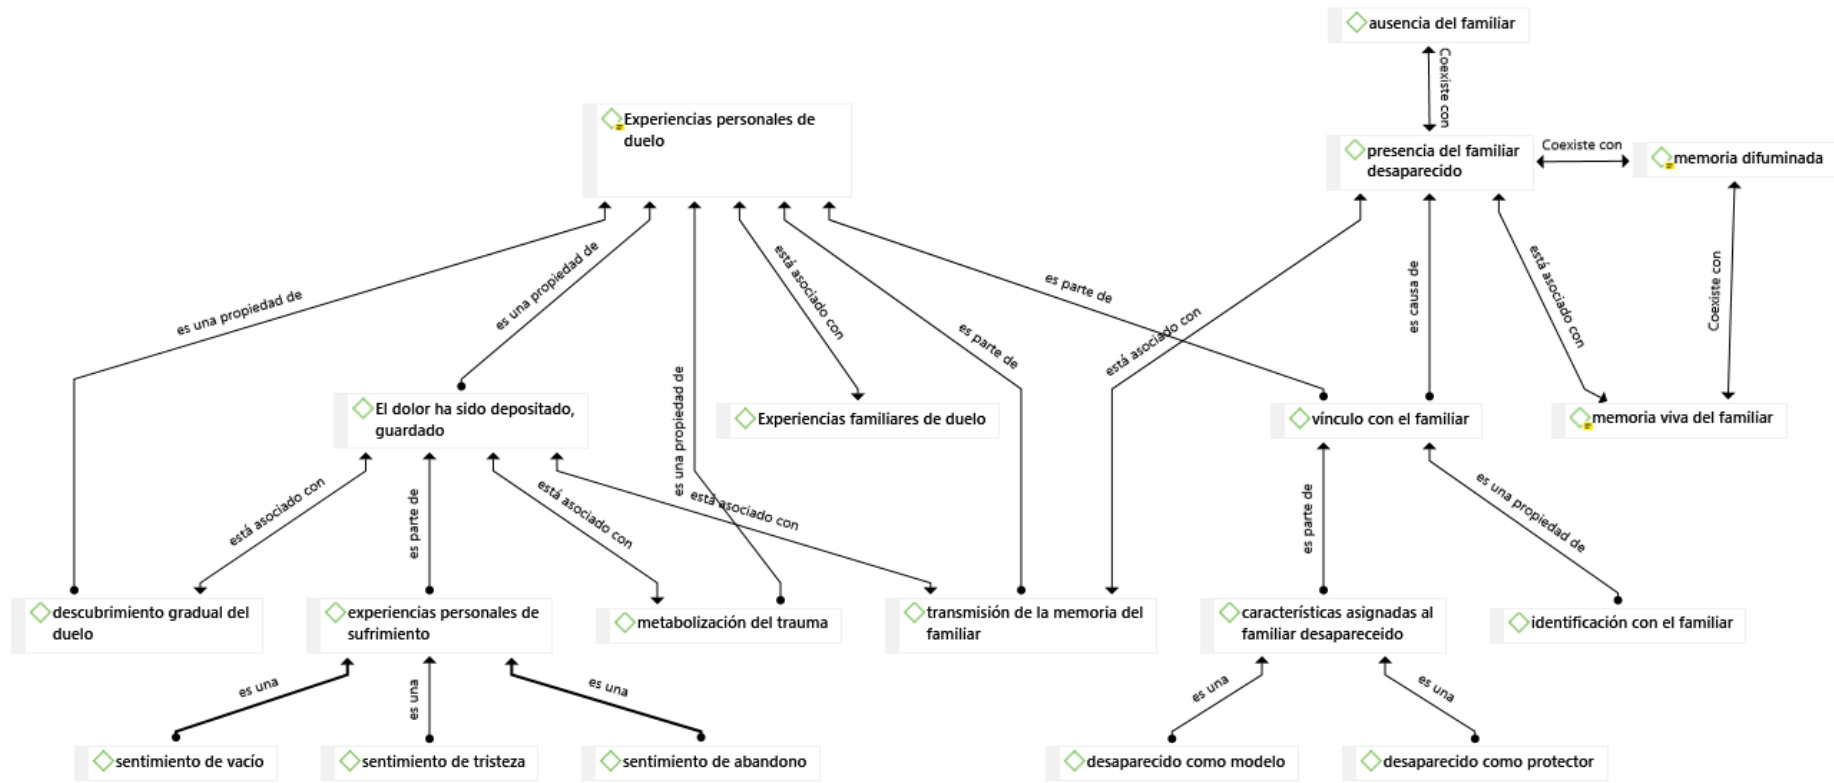 ausencia del familiar
Coexiste con
Experiencias personales de
duelo
presencia del familiar
desaparecido
Coexiste con
memoria difuminada
es una propiedad de
es una propiedad de
está asociado con
es parte de
es una propiedad de
es parte de
está asociado con
es causa de
está asociado con
Coexiste con
El dolor ha sido depositado,
guardado
Experiencias familiares de duelo
vínculo con el familiar
memoria viva del familiar
está asociado con
es parte de
está asociado con
está asociado con
es parte de
es una propiedad de
descubrimiento gradual del
duelo
experiencias personales de
sufrimiento
metabolización del trauma
transmisión de la memoria del
familiar
características asignadas al
familiar desapareceido
identificación con el familiar
es una
es una
es una
es una
es una
sentimiento de vacío
sentimiento de tristeza
sentimiento de abandono
desaparecido como modelo
desaparecido como protector